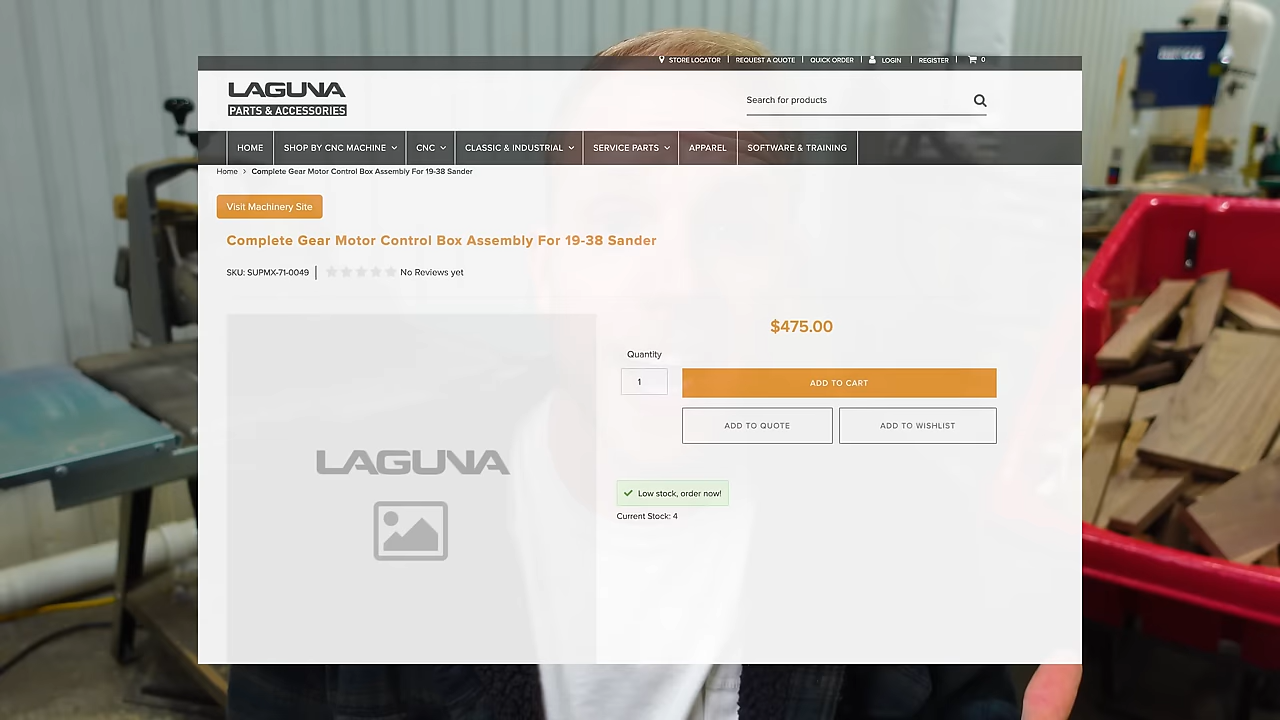 STORE LOCATOR REQUEST A QUOTE QUICK ORDER LOGIN REGISTER 0
LAGUNA
PARTS & ACCESSORIES
Search for products
HOME SHOP BY CNC MACHINE CNC CLASSIC & INDUSTRIAL SERVICE PARTS APPAREL SOFTWARE & TRAINING
Home > Complete Gear Motor Control Box Assembly For 19-38 Sander
Visit Machinery Site
Complete Gear Motor Control Box Assembly For 19-38 Sander
SKU: SUPMX-71-0049 No Reviews yet
$475.00
Quantity
1 ADD TO CART
ADD TO QUOTE ADD TO WISHLIST
LAGUNA
Low stock, order now!
Current Stock: 4